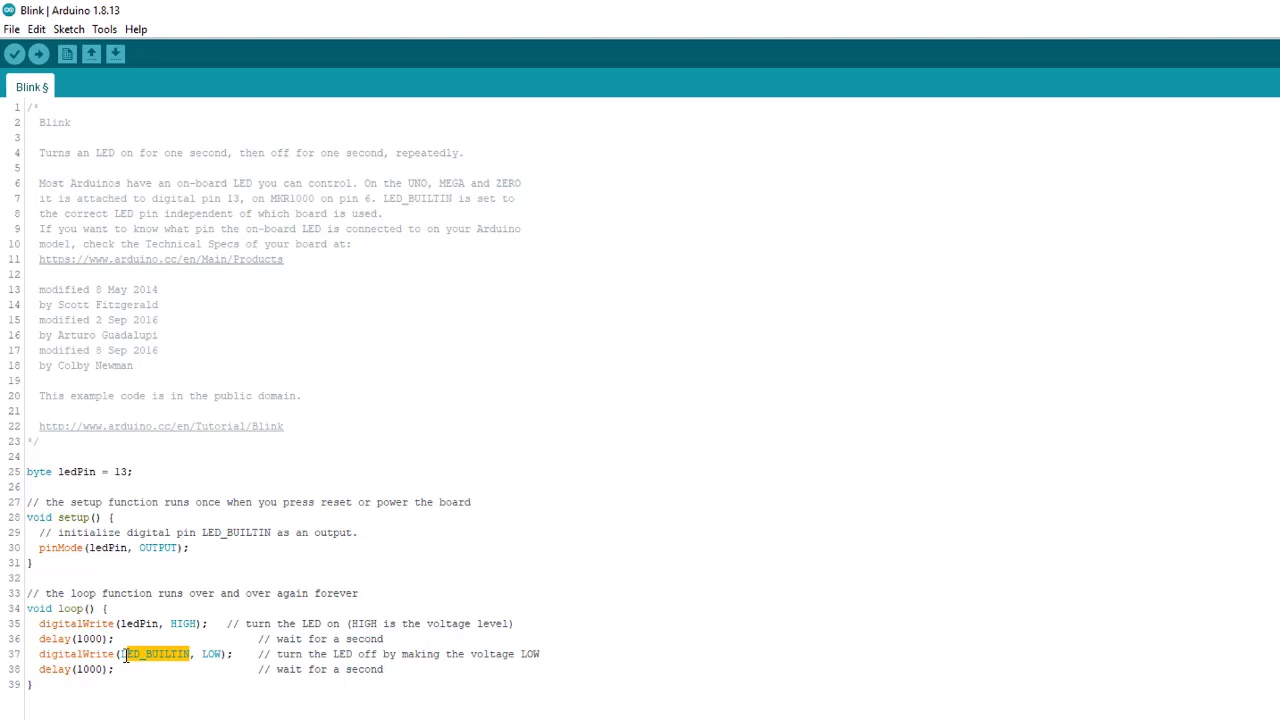 Blink | Arduino 1.8.13
File Edit Sketch Tools Help
Blink §
1 /*
2 Blink
3
4 Turns an LED on for one second, then off for one second, repeatedly.
5
6 Most Arduinos have an on-board LED you can control. On the UNO, MEGA and ZERO
7 it is attached to digital pin 13, on MKR1000 on pin 6. LED_BUILTIN is set to
8 the correct LED pin independent of which board is used.
9 If you want to know what pin the on-board LED is connected to on your Arduino
10 model, check the Technical Specs of your board at:
11 https://www.arduino.cc/en/Main/Products
12
13 modified 8 May 2014
14 by Scott Fitzgerald
15 modified 2 Sep 2016
16 by Arturo Guadalupi
17 modified 8 Sep 2016
18 by Colby Newman
19
20 This example code is in the public domain.
21
22 http://www.arduino.cc/en/Tutorial/Blink
23 */
24
25 byte ledPin = 13;
26
27 // the setup function runs once when you press reset or power the board
28 void setup() {
29 // initialize digital pin LED_BUILTIN as an output.
30 pinMode(ledPin, OUTPUT);
31 }
32
33 // the loop function runs over and over again forever
34 void loop() {
35 digitalWrite(ledPin, HIGH); // turn the LED on (HIGH is the voltage level)
36 delay(1000); // wait for a second
37 digitalWrite(LED_BUILTIN, LOW); // turn the LED off by making the voltage LOW
38 delay(1000); // wait for a second
39 }